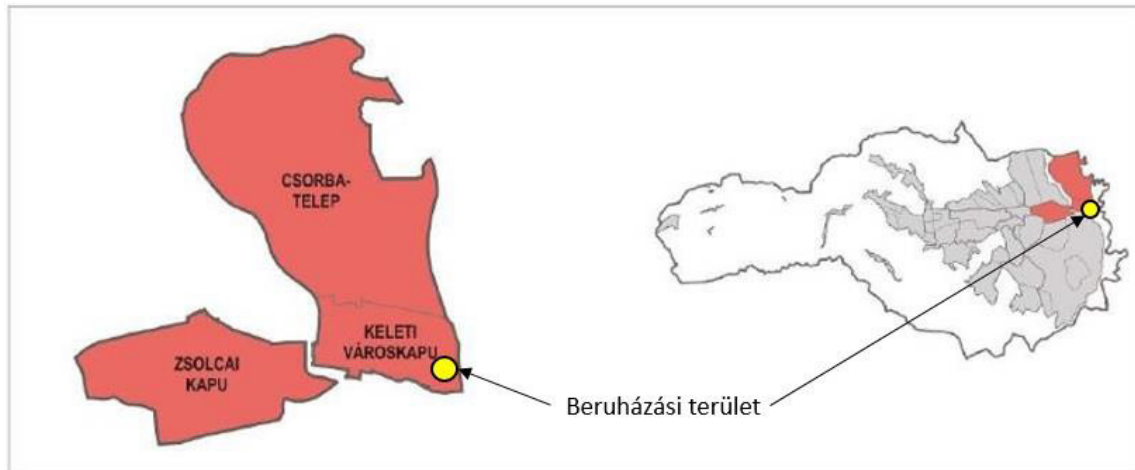 CSORBA-
TELEP
KELETI
VÁROSKAPU
ZSOLCAI
KAPU
Beruházási terület